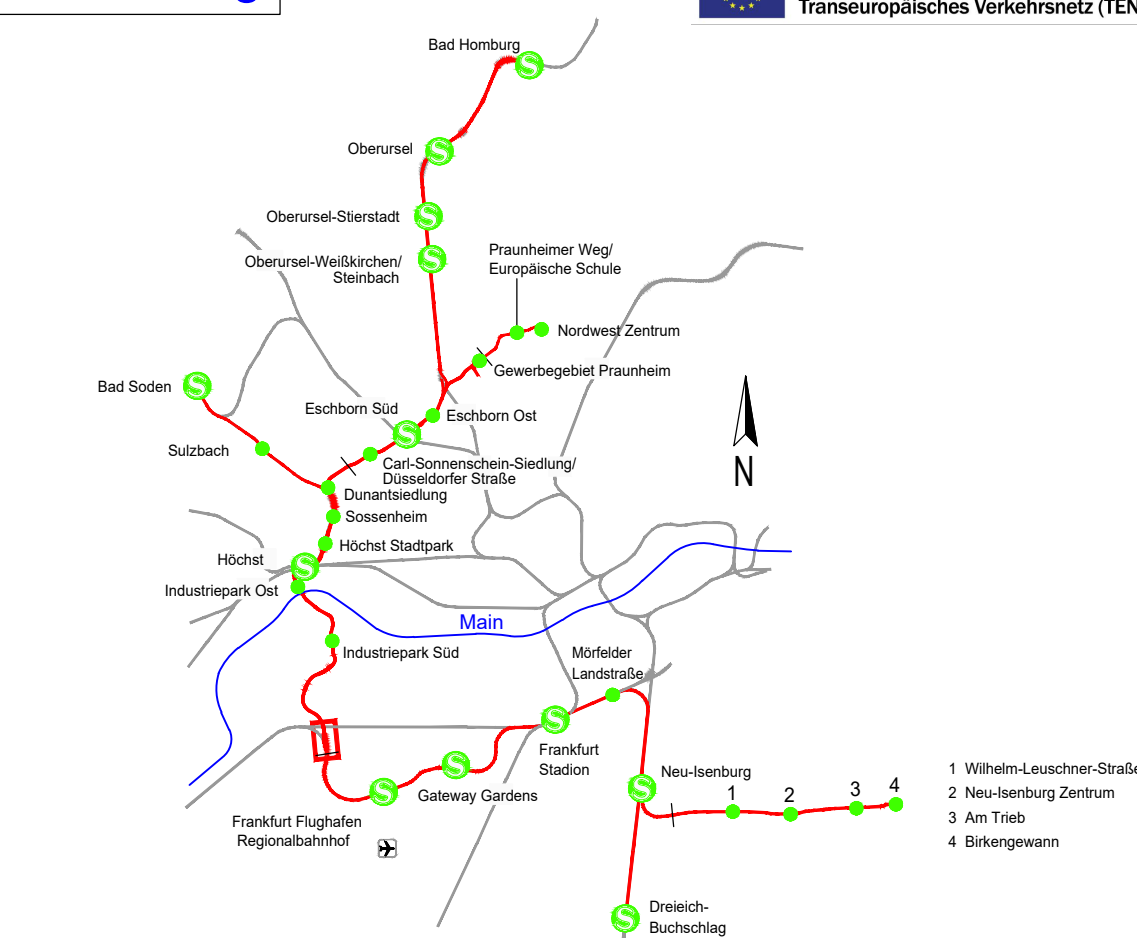 Transeuropäisches Verkehrsnetz (TEN
Bad Homburg
Oberursel
Oberursel-Stierstadt
Oberursel-Weißkirchen/
Steinbach
Praunheimer Weg/
Europäische Schule
Nordwest Zentrum
Gewerbegebiet Praunheim
Bad Soden
Eschborn Süd
Eschborn Ost
Sulzbach
Carl-Sonnenschein-Siedlung/
Düsseldorfer Straße
Dunantsiedlung
N
Sossenheim
Höchst Stadtpark
Höchst
Industriepark Ost
Main
Industriepark Süd
Mörfelder
Landstraße
Frankfurt
Stadion
Neu-Isenburg
Gateway Gardens
1 2 3 4
1 Wilhelm-Leuschner-Straße
2 Neu-Isenburg Zentrum
3 Am Trieb
4 Birkengewann
Frankfurt Flughafen
Regionalbahnhof
Dreieich-
Buchschlag